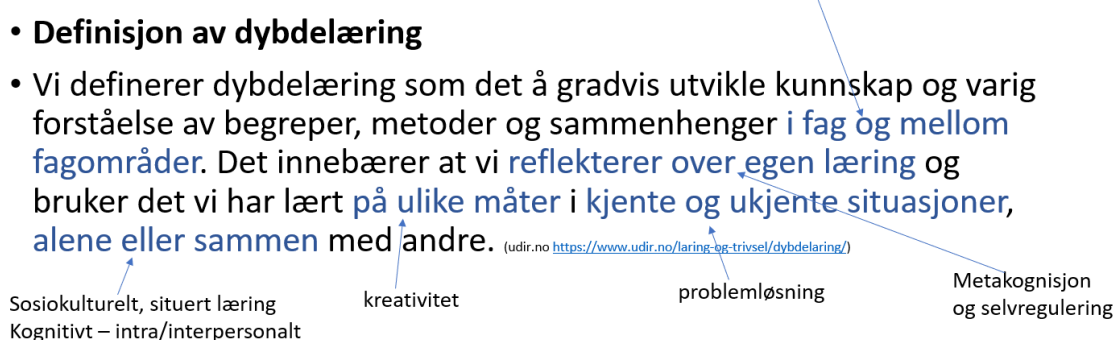 • Definisjon av dybdelæring
• Vi definerer dybdelæring som det å gradvis utvikle kunnskap og varig
forståelse av begreper, metoder og sammenhenger i fag og mellom
fagområder. Det innebærer at vi reflekterer over egen læring og
bruker det vi har lært på ulike måter i kjente og ukjente situasjoner,
alene eller sammen med andre. (udir.no https://www.udir.no/laring-og-trivsel/dybdelaring/)
Sosiokulturelt, situert læring
Kognitivt – intra/interpersonalt
kreativitet
problemløsning
Metakognisjon
og selvregulering